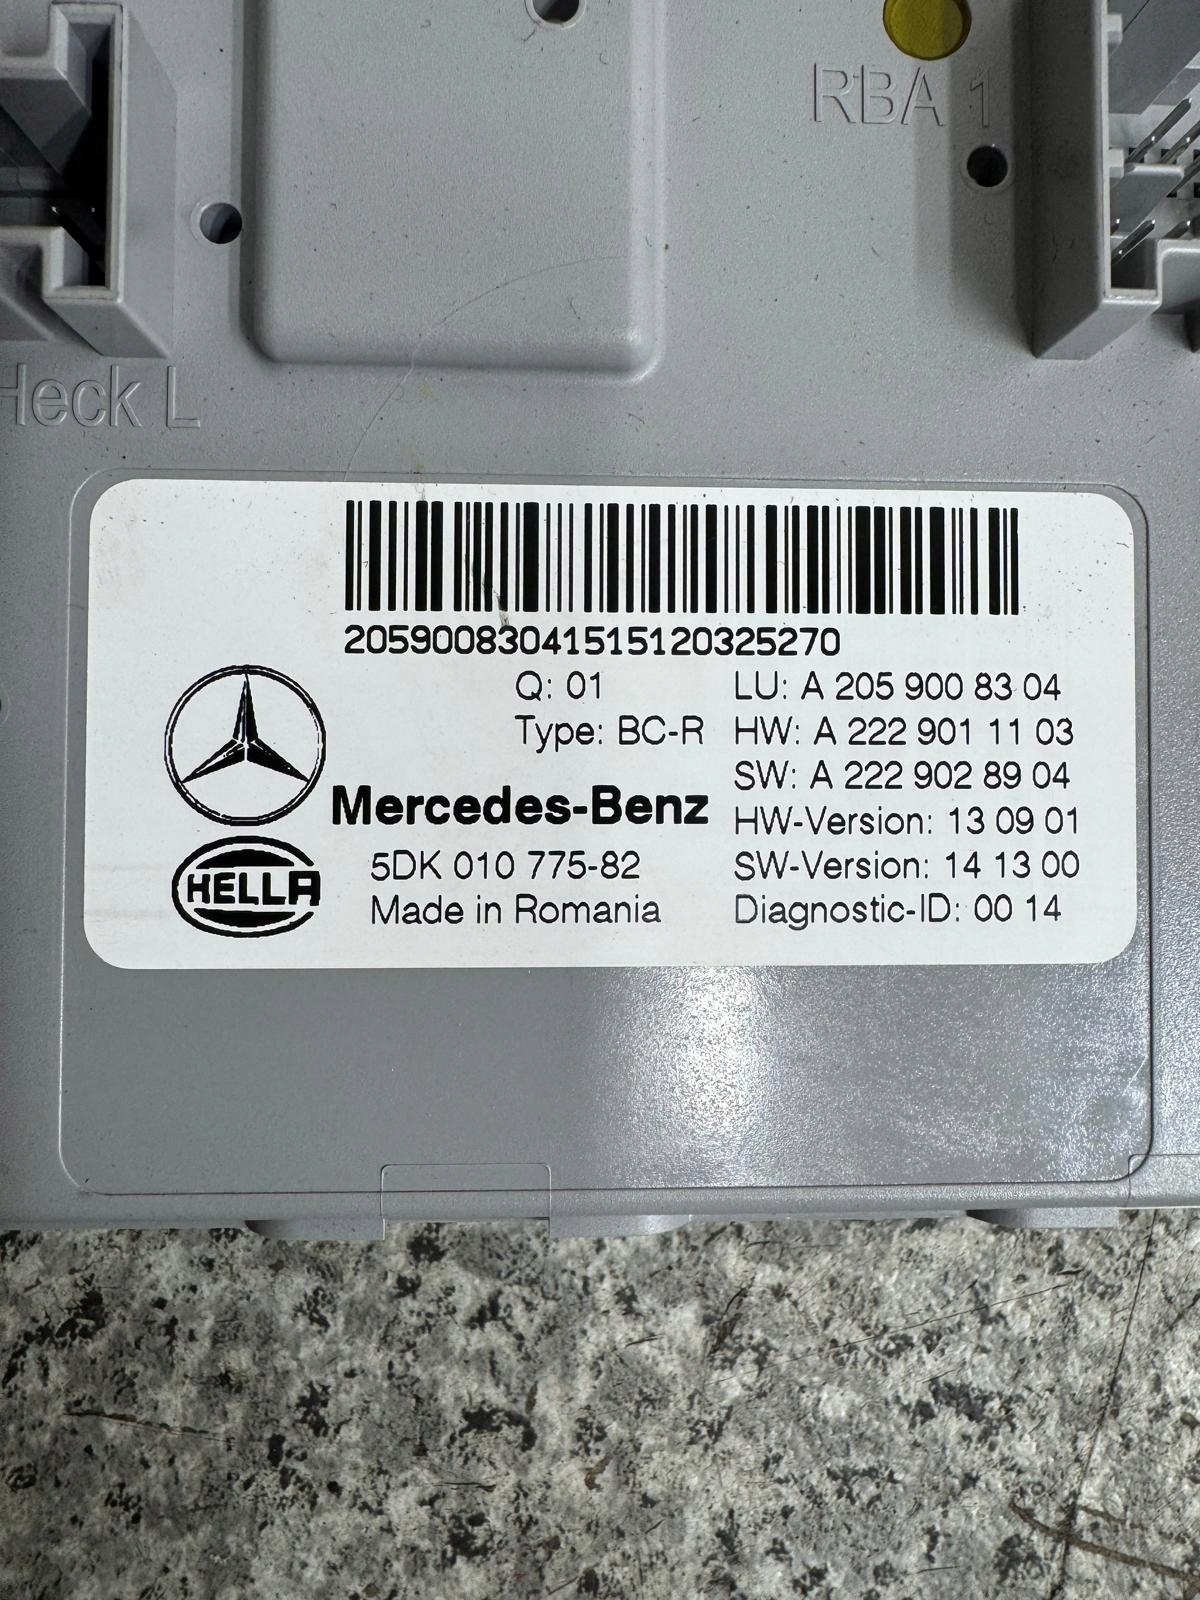 RBA 1
Heck L
20590083041515120325270
Q: 01
LU: A 205 900 83 04
Type: BC-R
HW: A 222 901 11 03
SW: A 222 902 89 04
Mercedes-Benz
HW-Version: 13 09 01
HELLA
5DK 010 775-82
SW-Version: 14 13 00
Made in Romania
Diagnostic-ID: 00 14